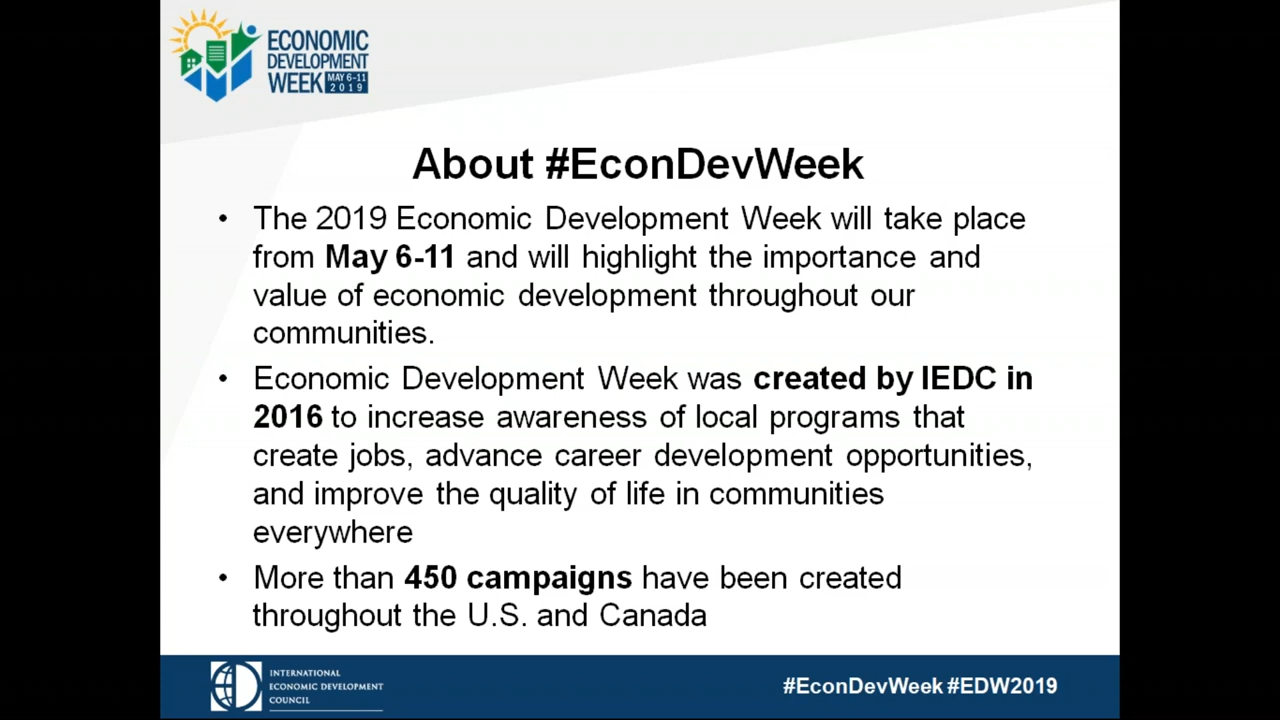 ECONOMIC
DEVELOPMENT
WEEK MAY 6-11
2019
About #EconDevWeek
• The 2019 Economic Development Week will take place
from May 6-11 and will highlight the importance and
value of economic development throughout our
communities.
• Economic Development Week was created by IEDC in
2016 to increase awareness of local programs that
create jobs, advance career development opportunities,
and improve the quality of life in communities
everywhere
• More than 450 campaigns have been created
throughout the U.S. and Canada
INTERNATIONAL
ECONOMIC DEVELOPMENT
COUNCIL
#EconDevWeek #EDW2019